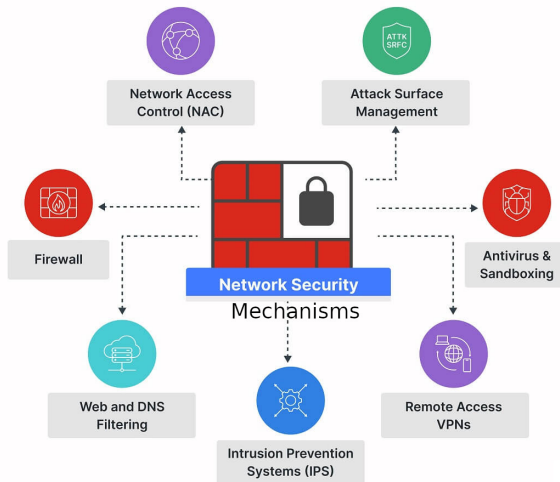 ATTK
SRFC
Network Access
Control (NAC)
Attack Surface
Management
Firewall
Antivirus &
Sandboxing
Network Security
Mechanisms
Web and DNS
Filtering
Remote Access
VPNs
Intrusion Prevention
Systems (IPS)